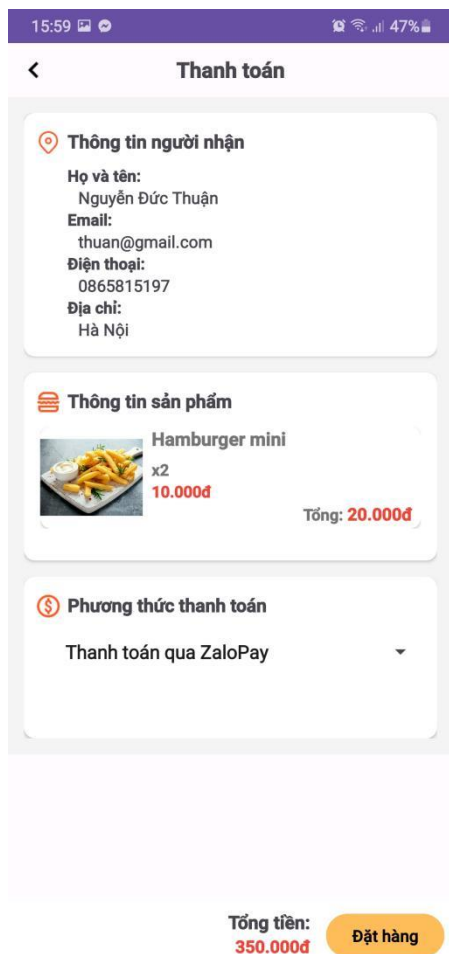 15:59 47%
Thanh toán
Thông tin người nhận
Họ và tên:
Nguyễn Đức Thuận
Email:
thuan@gmail.com
Điện thoại:
0865815197
Địa chỉ:
Hà Nội
Thông tin sản phẩm
Hamburger mini
x2
10.000đ
Tổng: 20.000đ
Phương thức thanh toán
Thanh toán qua ZaloPay
Tổng tiền:
350.000đ
Đặt hàng